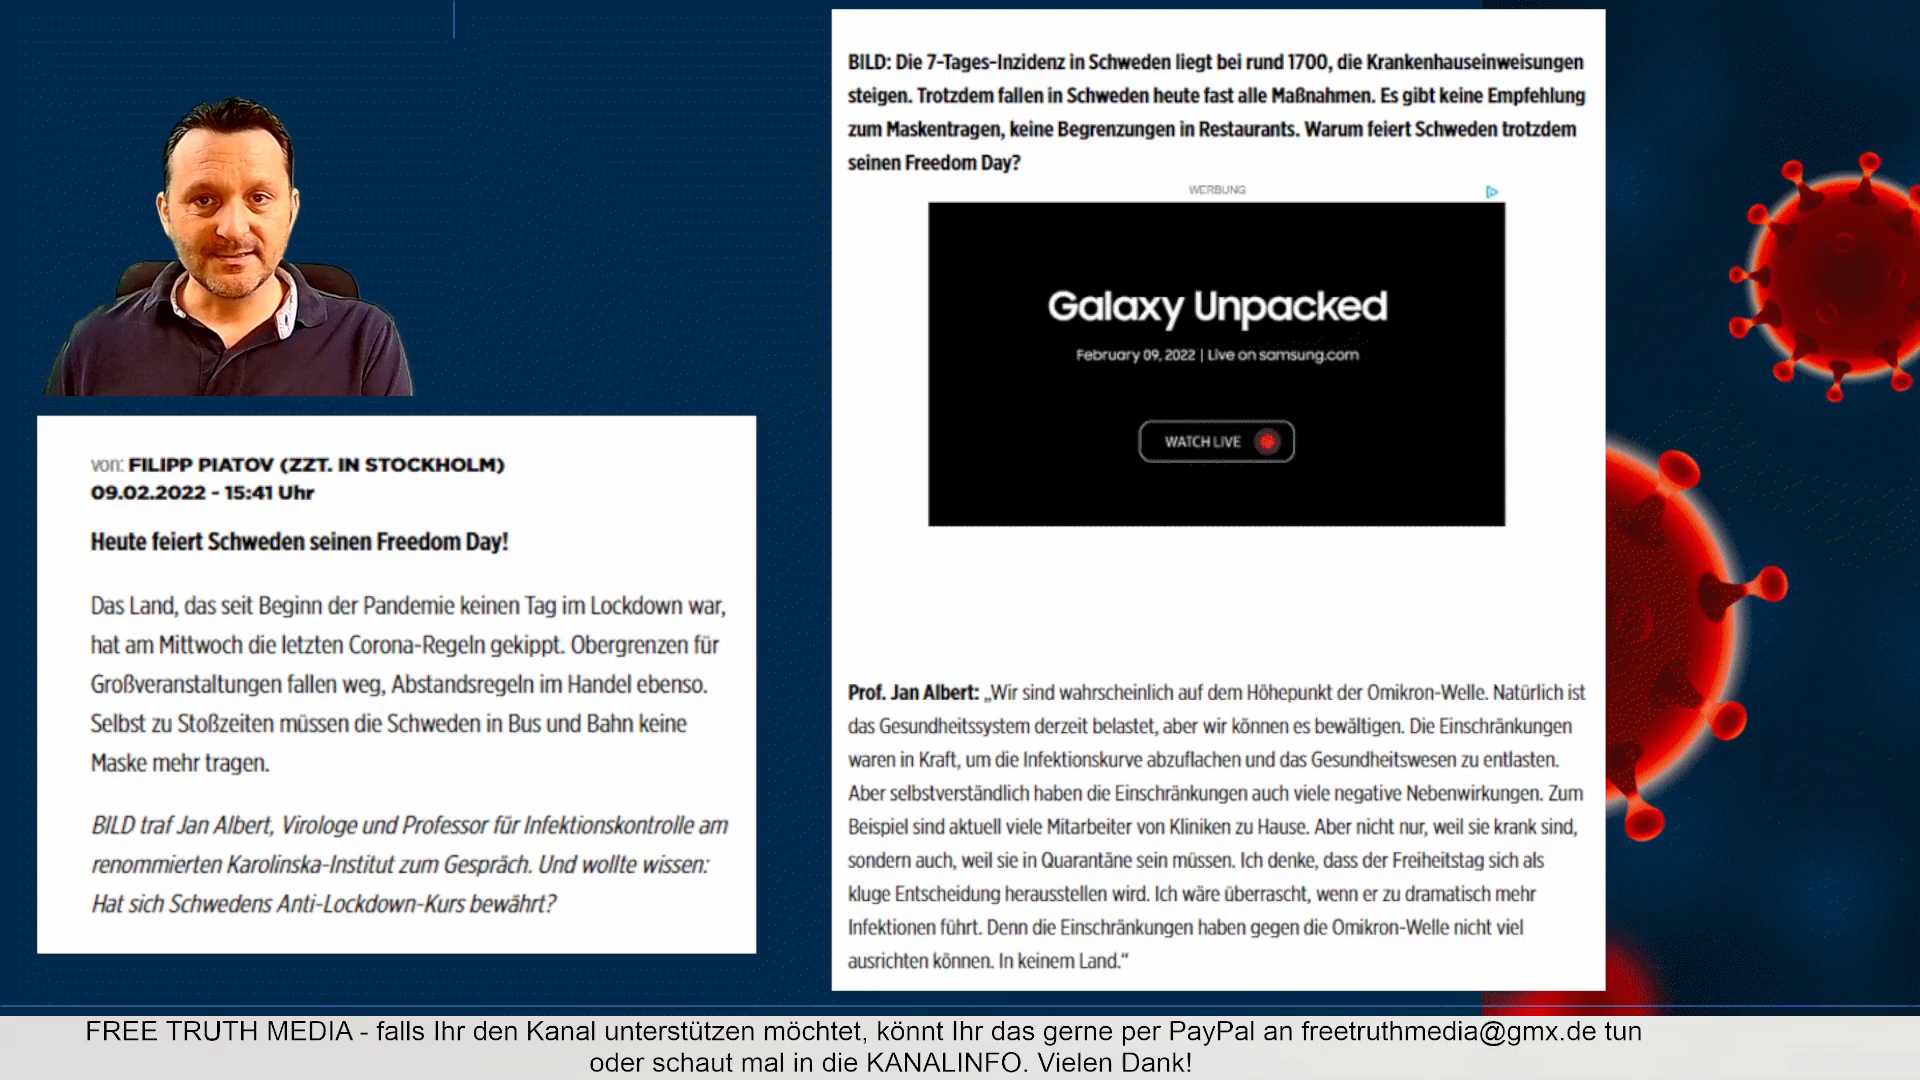 von: FILIPP PIATOV (ZZT. IN STOCKHOLM)
09.02.2022 - 15:41 Uhr
Heute feiert Schweden seinen Freedom Day!
Das Land, das seit Beginn der Pandemie keinen Tag im Lockdown war,
hat am Mittwoch die letzten Corona-Regeln gekippt. Obergrenzen für
Großveranstaltungen fallen weg, Abstandsregeln im Handel ebenso.
Selbst zu Stoßzeiten müssen die Schweden in Bus und Bahn keine
Maske mehr tragen.
BILD traf Jan Albert, Virologe und Professor für Infektionskontrolle am
renommierten Karolinska-Institut zum Gespräch. Und wollte wissen:
Hat sich Schwedens Anti-Lockdown-Kurs bewährt?
BILD: Die 7-Tages-Inzidenz in Schweden liegt bei rund 1700, die Krankenhauseinweisungen
steigen. Trotzdem fallen in Schweden heute fast alle Maßnahmen. Es gibt keine Empfehlung
zum Maskentragen, keine Begrenzungen in Restaurants. Warum feiert Schweden trotzdem
seinen Freedom Day?
WERBUNG
Galaxy Unpacked
February 09, 2022 | Live on samsung.com
WATCH LIVE
Prof. Jan Albert: „Wir sind wahrscheinlich auf dem Höhepunkt der Omikron-Welle. Natürlich ist
das Gesundheitssystem derzeit belastet, aber wir können es bewältigen. Die Einschränkungen
waren in Kraft, um die Infektionskurve abzuflachen und das Gesundheitswesen zu entlasten.
Aber selbstverständlich haben die Einschränkungen auch viele negative Nebenwirkungen. Zum
Beispiel sind aktuell viele Mitarbeiter von Kliniken zu Hause. Aber nicht nur, weil sie krank sind,
sondern auch, weil sie in Quarantäne sein müssen. Ich denke, dass der Freiheitstag sich als
kluge Entscheidung herausstellen wird. Ich wäre überrascht, wenn er zu dramatisch mehr
Infektionen führt. Denn die Einschränkungen haben gegen die Omikron-Welle nicht viel
ausrichten können. In keinem Land.“
FREE TRUTH MEDIA - falls Ihr den Kanal unterstützen möchtet, könnt Ihr das gerne per PayPal an freetruthmedia@gmx.de tun
oder schaut mal in die KANALINFO. Vielen Dank!